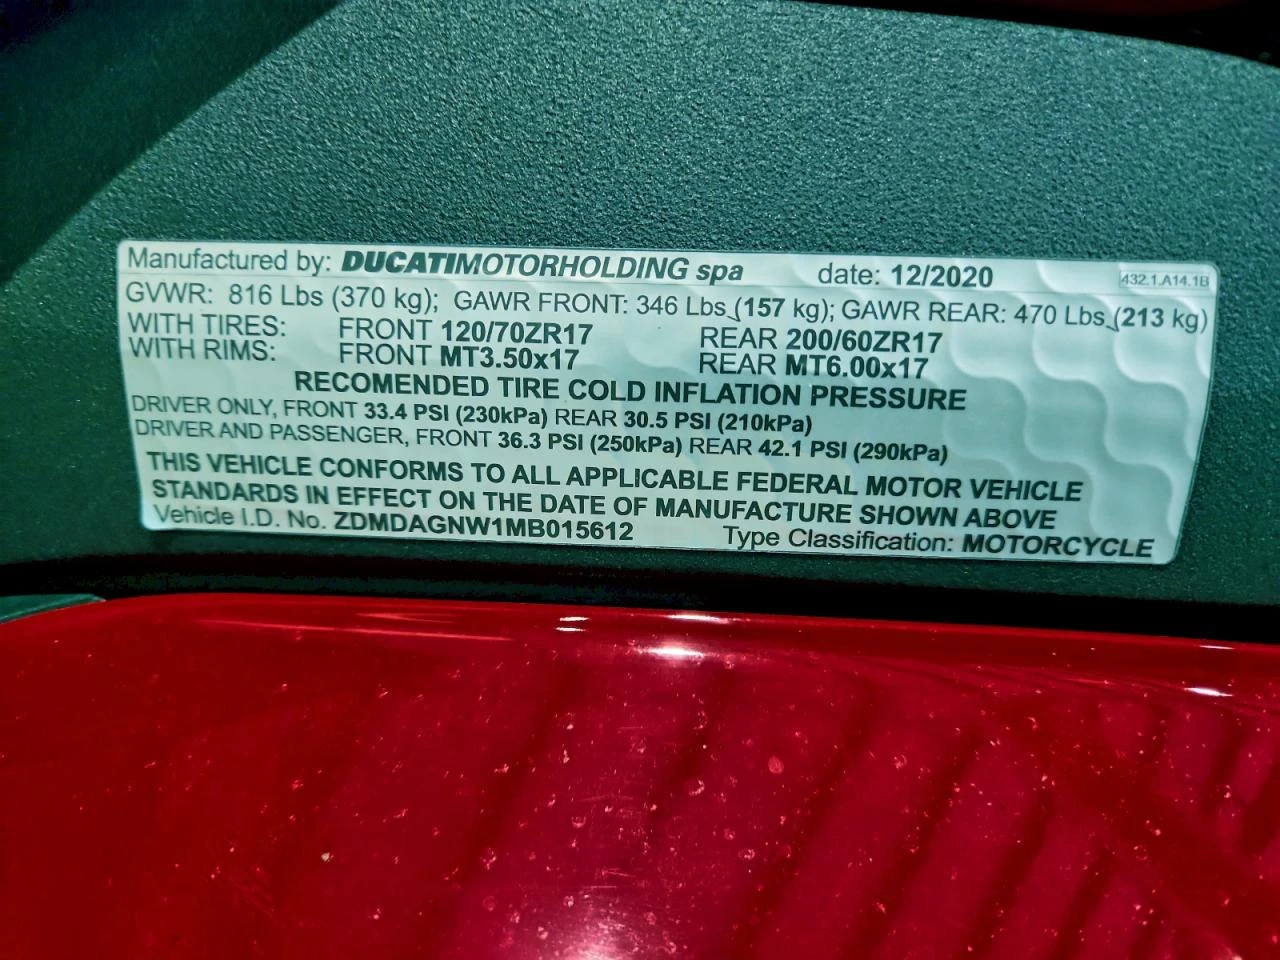 Manufactured by: DUCATIMOTORHOLDING spa date: 12/2020 432.1.A14.1B
GVWR: 816 Lbs (370 kg); GAWR FRONT: 346 Lbs (157 kg); GAWR REAR: 470 Lbs (213 kg)
WITH TIRES: FRONT 120/70ZR17 REAR 200/60ZR17
WITH RIMS: FRONT MT3.50x17 REAR MT6.00x17
RECOMENDED TIRE COLD INFLATION PRESSURE
DRIVER ONLY, FRONT 33.4 PSI (230kPa) REAR 30.5 PSI (210kPa)
DRIVER AND PASSENGER, FRONT 36.3 PSI (250kPa) REAR 42.1 PSI (290kPa)
THIS VEHICLE CONFORMS TO ALL APPLICABLE FEDERAL MOTOR VEHICLE
STANDARDS IN EFFECT ON THE DATE OF MANUFACTURE SHOWN ABOVE
Vehicle I.D. No. ZDMDAGNW1MB015612 Type Classification: MOTORCYCLE